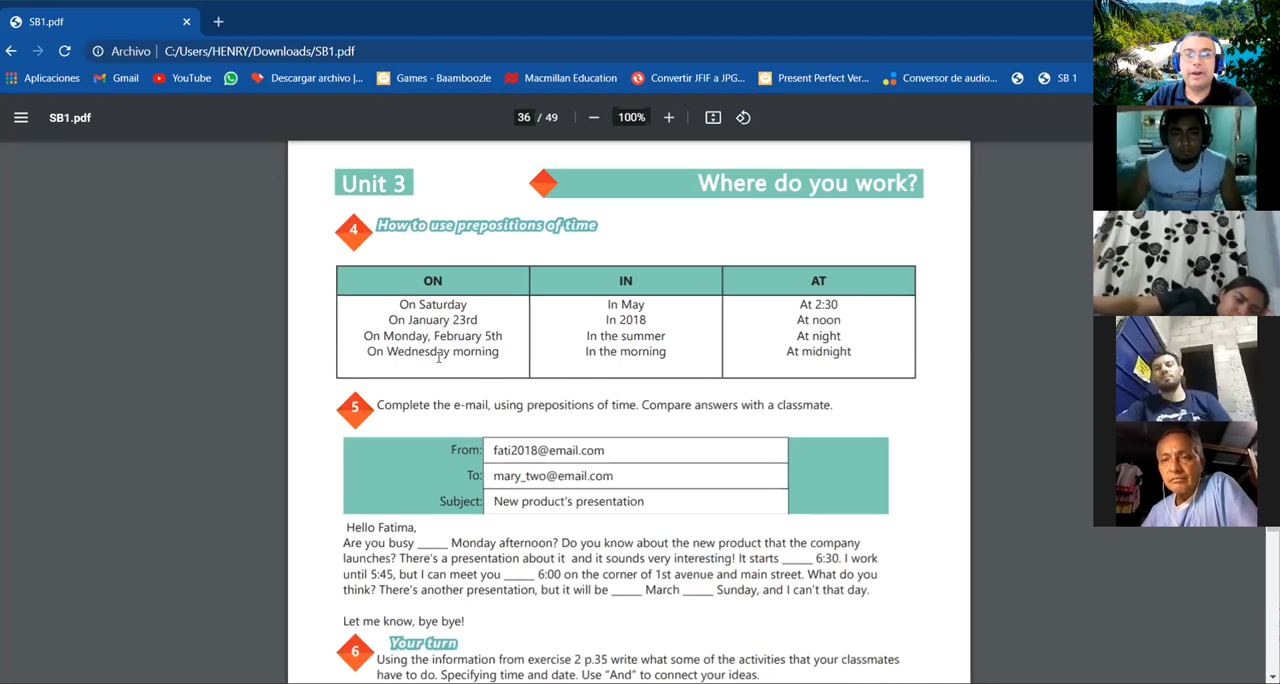 SB1.pdf
Archivo C:/Users/HENRY/Downloads/SB1.pdf
Aplicaciones Gmail YouTube Descargar archivo |... Games - Baamboozle Macmillan Education Convertir JFIF a JPG... Present Perfect Ver... Conversor de audio... SB 1
SB1.pdf 36 / 49 100%
Unit 3 Where do you work?
4 How to use prepositions of time
ON IN AT
On Saturday In May At 2:30
On January 23rd In 2018 At noon
On Monday, February 5th In the summer At night
On Wednesday morning In the morning At midnight
5 Complete the e-mail, using prepositions of time. Compare answers with a classmate.
From: fati2018@email.com
To: mary_two@email.com
Subject: New product's presentation
Hello Fatima,
Are you busy _____ Monday afternoon? Do you know about the new product that the company
launches? There's a presentation about it and it sounds very interesting! It starts _____ 6:30. I work
until 5:45, but I can meet you _____ 6:00 on the corner of 1st avenue and main street. What do you
think? There's another presentation, but it will be _____ March _____ Sunday, and I can't that day.
Let me know, bye bye!
6 Your turn
Using the information from exercise 2 p.35 write what some of the activities that your classmates
have to do. Specifying time and date. Use "And" to connect your ideas.